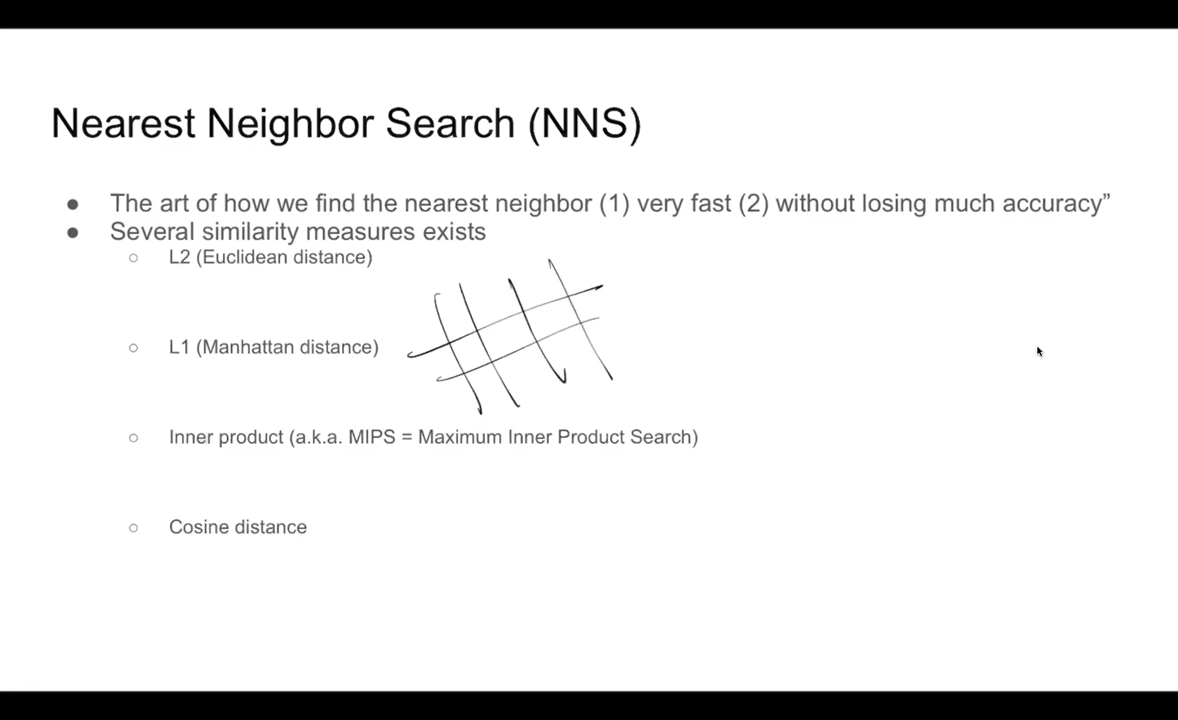 Nearest Neighbor Search (NNS)
● The art of how we find the nearest neighbor (1) very fast (2) without losing much accuracy”
● Several similarity measures exists
○ L2 (Euclidean distance)
○ L1 (Manhattan distance)
○ Inner product (a.k.a. MIPS = Maximum Inner Product Search)
○ Cosine distance